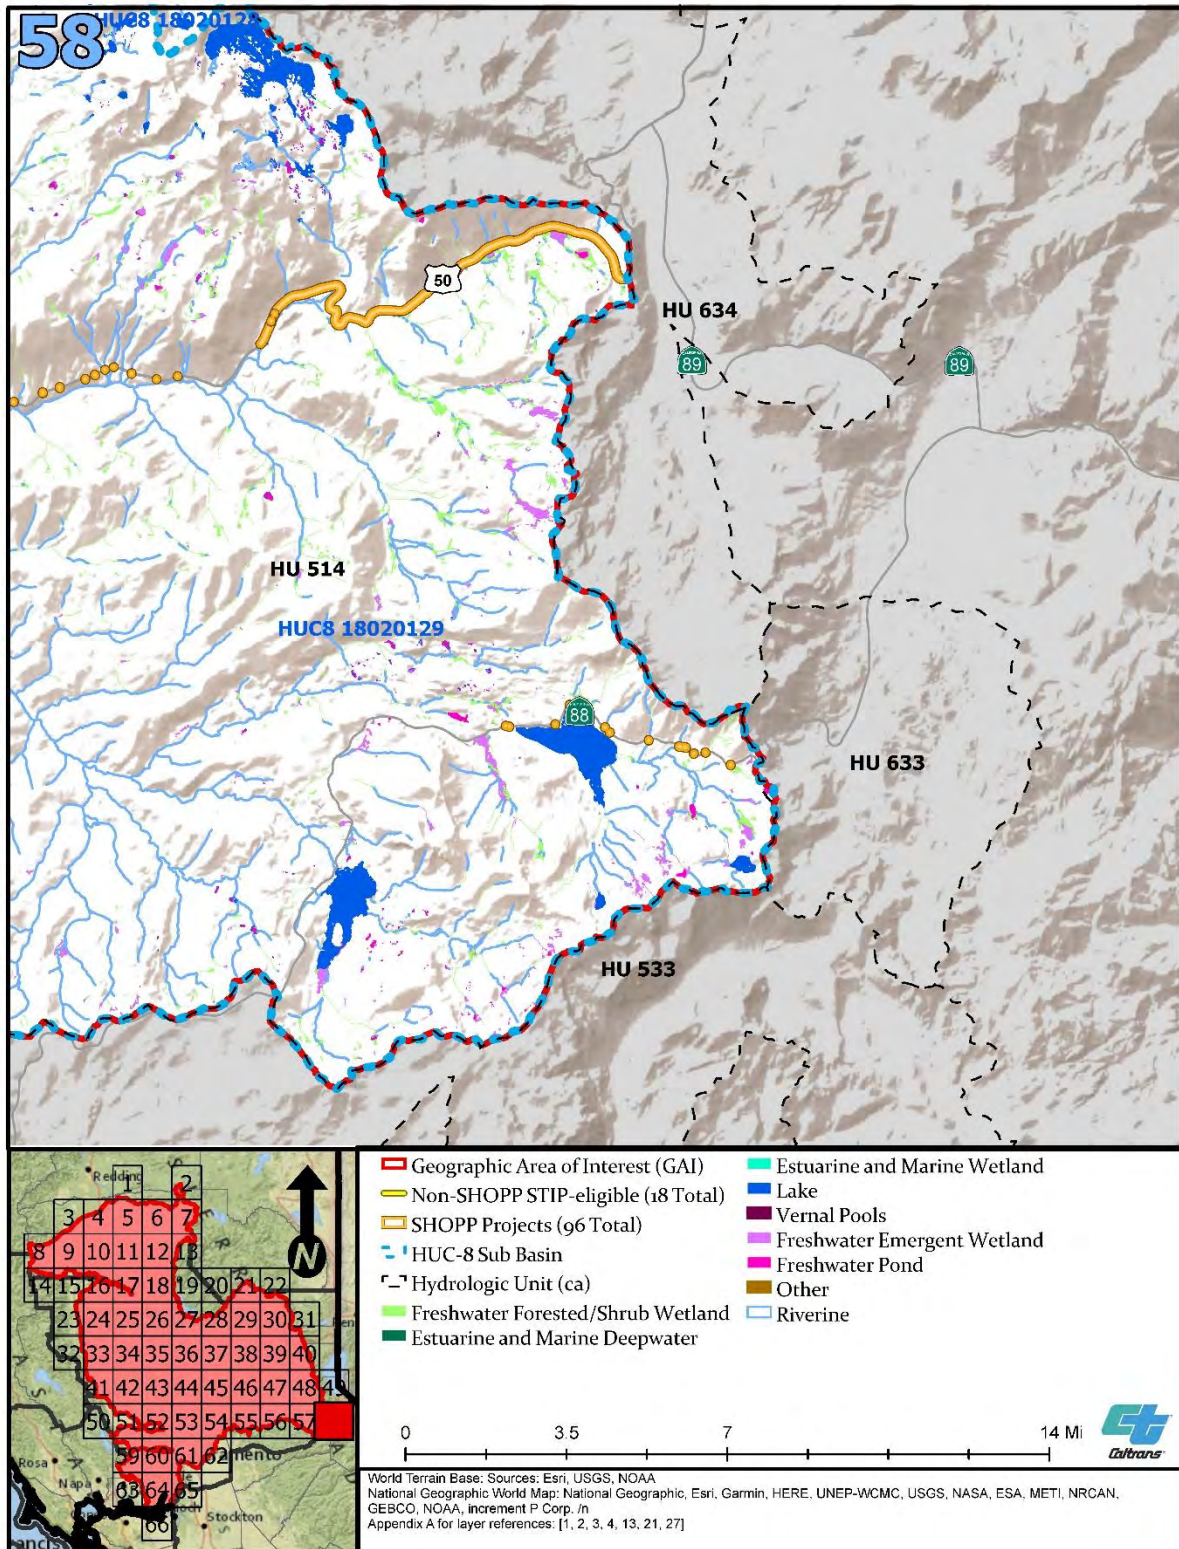 58
HUC8 18020128
50
HU 634
89
89
HU 514
HUC8 18020129
88
HU 633
HU 533
Redding
1 2
3 4 5 6 7
8 9 10 11 12 13
14 15 16 17 18 19 20 21 22
23 24 25 26 27 28 29 30 31
32 33 34 35 36 37 38 39 40
41 42 43 44 45 46 47 48 49
50 51 52 53 54 55 56 57
59 60 61 62 amento
Rosa
Napa
63 64 65
66
Stockton
ancis
N
Geographic Area of Interest (GAI)
Non-SHOPP STIP-eligible (18 Total)
SHOPP Projects (96 Total)
HUC-8 Sub Basin
Hydrologic Unit (ca)
Freshwater Forested/Shrub Wetland
Estuarine and Marine Deepwater
Estuarine and Marine Wetland
Lake
Vernal Pools
Freshwater Emergent Wetland
Freshwater Pond
Other
Riverine
0 3.5 7 14 Mi
Caltrans
World Terrain Base: Sources: Esri, USGS, NOAA
National Geographic World Map: National Geographic, Esri, Garmin, HERE, UNEP-WCMC, USGS, NASA, ESA, METI, NRCAN,
GEBCO, NOAA, increment P Corp. /n
Appendix A for layer references: [1, 2, 3, 4, 13, 21, 27]